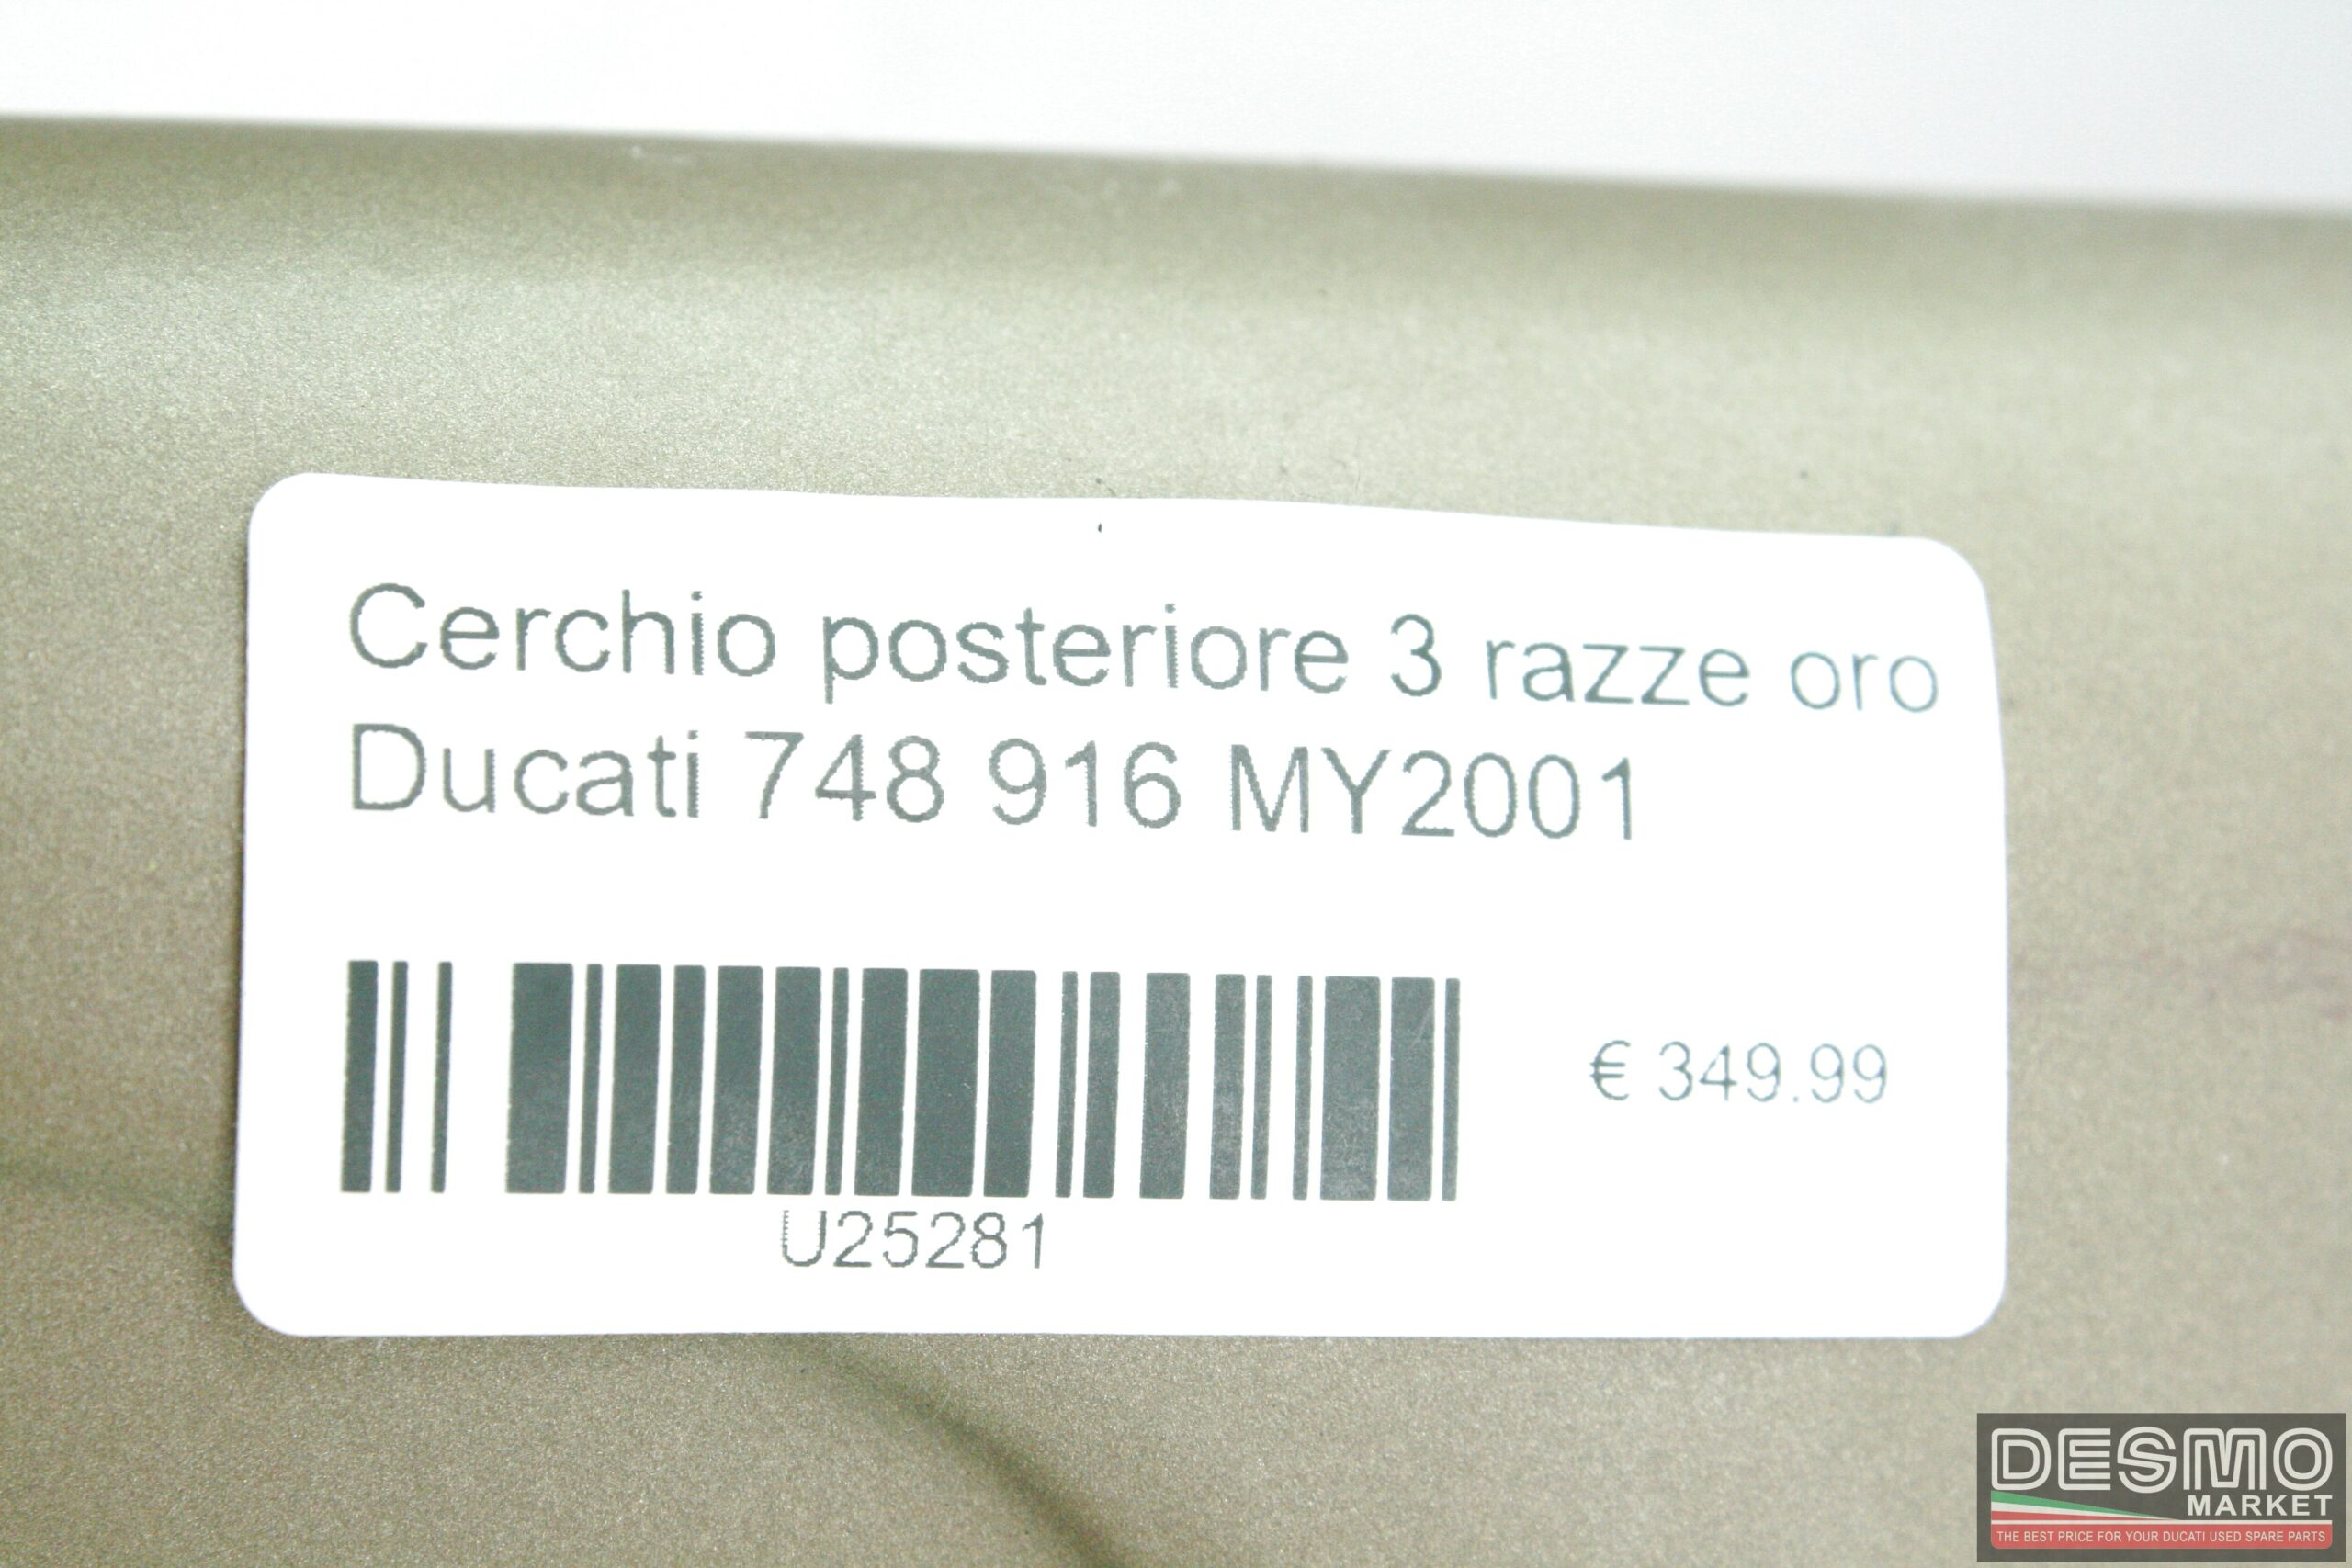 Cerchio posteriore 3 razze oro
Ducati 748 916 MY2001
€ 349.99
U25281
DESMO
MARKET
THE BEST PRICE FOR YOUR DUCATI USED SPARE PARTS